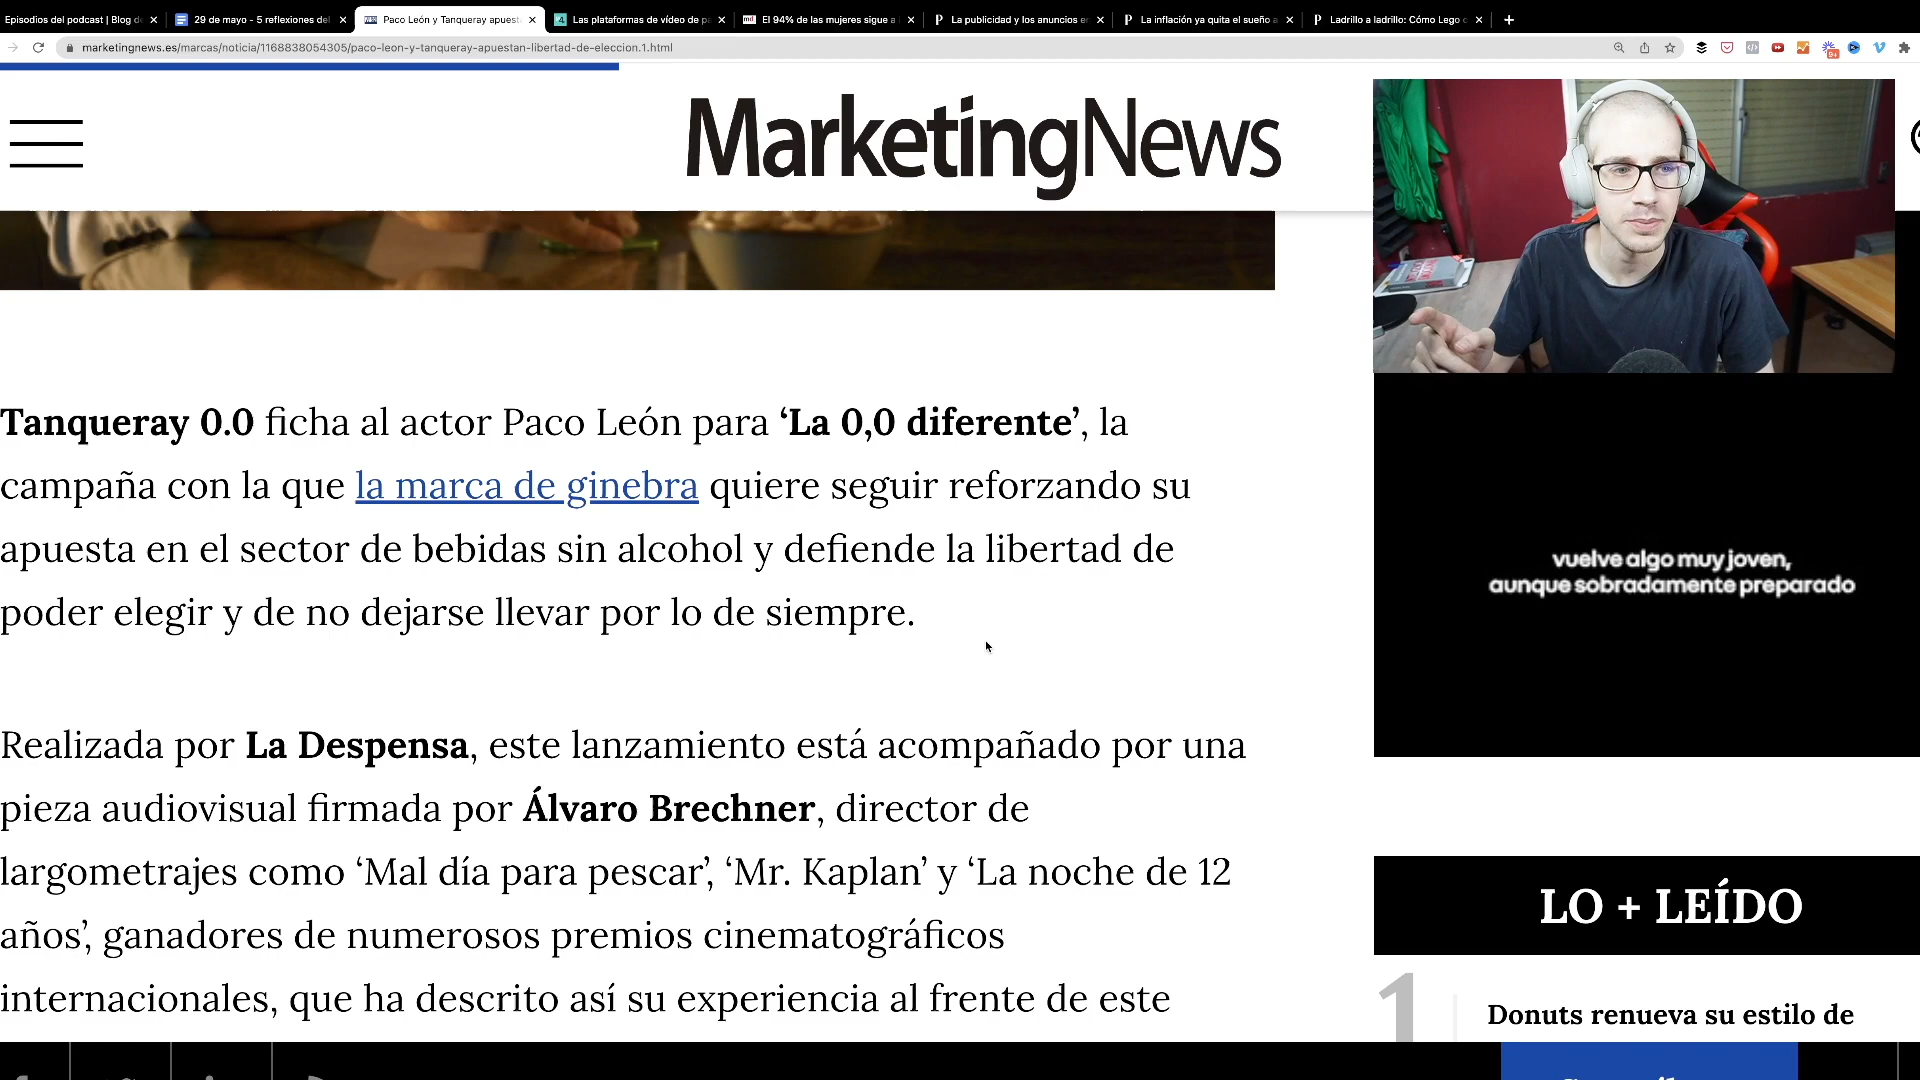 Episodios del podcast | Blog de
29 de mayo - 5 reflexiones del
Paco León y Tanqueray apuest
Las plataformas de vídeo de pa
El 94% de las mujeres sigue a
La publicidad y los anuncios e
La inflación ya quita el sueño a
Ladrillo a ladrillo: Cómo Lego
marketingnews.es/marcas/noticia/1168838054305/paco-leon-y-tanqueray-apuestan-libertad-de-eleccion.1.html
9+
MarketingNews
Tanqueray 0.0 ficha al actor Paco León para ‘La 0,0 diferente’, la
campaña con la que la marca de ginebra quiere seguir reforzando su
apuesta en el sector de bebidas sin alcohol y defiende la libertad de
poder elegir y de no dejarse llevar por lo de siempre.
Realizada por La Despensa, este lanzamiento está acompañado por una
pieza audiovisual firmada por Álvaro Brechner, director de
largometrajes como ‘Mal día para pescar’, ‘Mr. Kaplan’ y ‘La noche de 12
años’, ganadores de numerosos premios cinematográficos
internacionales, que ha descrito así su experiencia al frente de este
vuelve algo muy joven,
aunque sobradamente preparado
LO + LEÍDO
1
Donuts renueva su estilo de